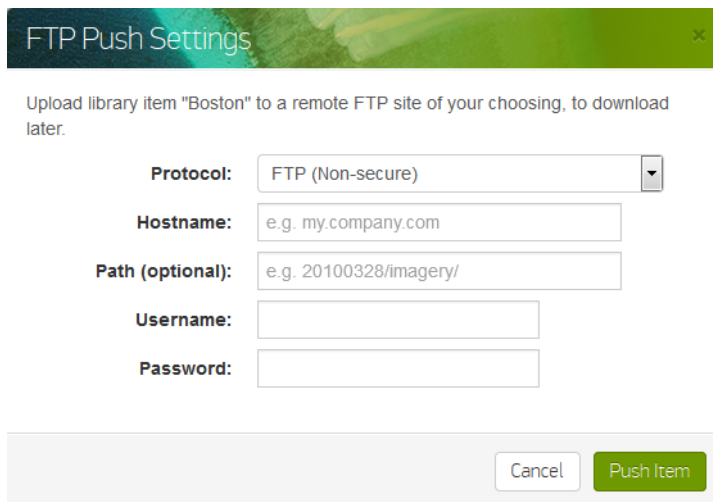 FTP Push Settings ×
Upload library item "Boston" to a remote FTP site of your choosing, to download
later.
Protocol: FTP (Non-secure)
Hostname: e.g. my.company.com
Path (optional): e.g. 20100328/imagery/
Username:
Password:
Cancel Push Item